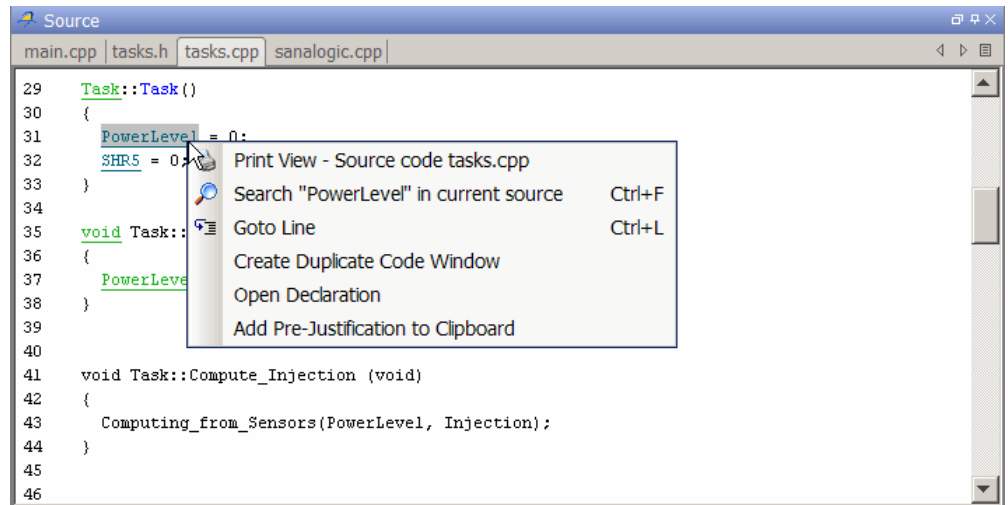 Source
main.cpp tasks.h tasks.cpp sanalogic.cpp
29 Task::Task()
30 {
31 PowerLevel = 0;
32 SHR5 = 0;
33 }
34
35 void Task::
36 {
37 PowerLeve
38 }
39
40
41 void Task::Compute_Injection (void)
42 {
43 Computing_from_Sensors(PowerLevel, Injection);
44 }
45
46
Print View - Source code tasks.cpp
Search "PowerLevel" in current source Ctrl+F
Goto Line Ctrl+L
Create Duplicate Code Window
Open Declaration
Add Pre-Justification to Clipboard